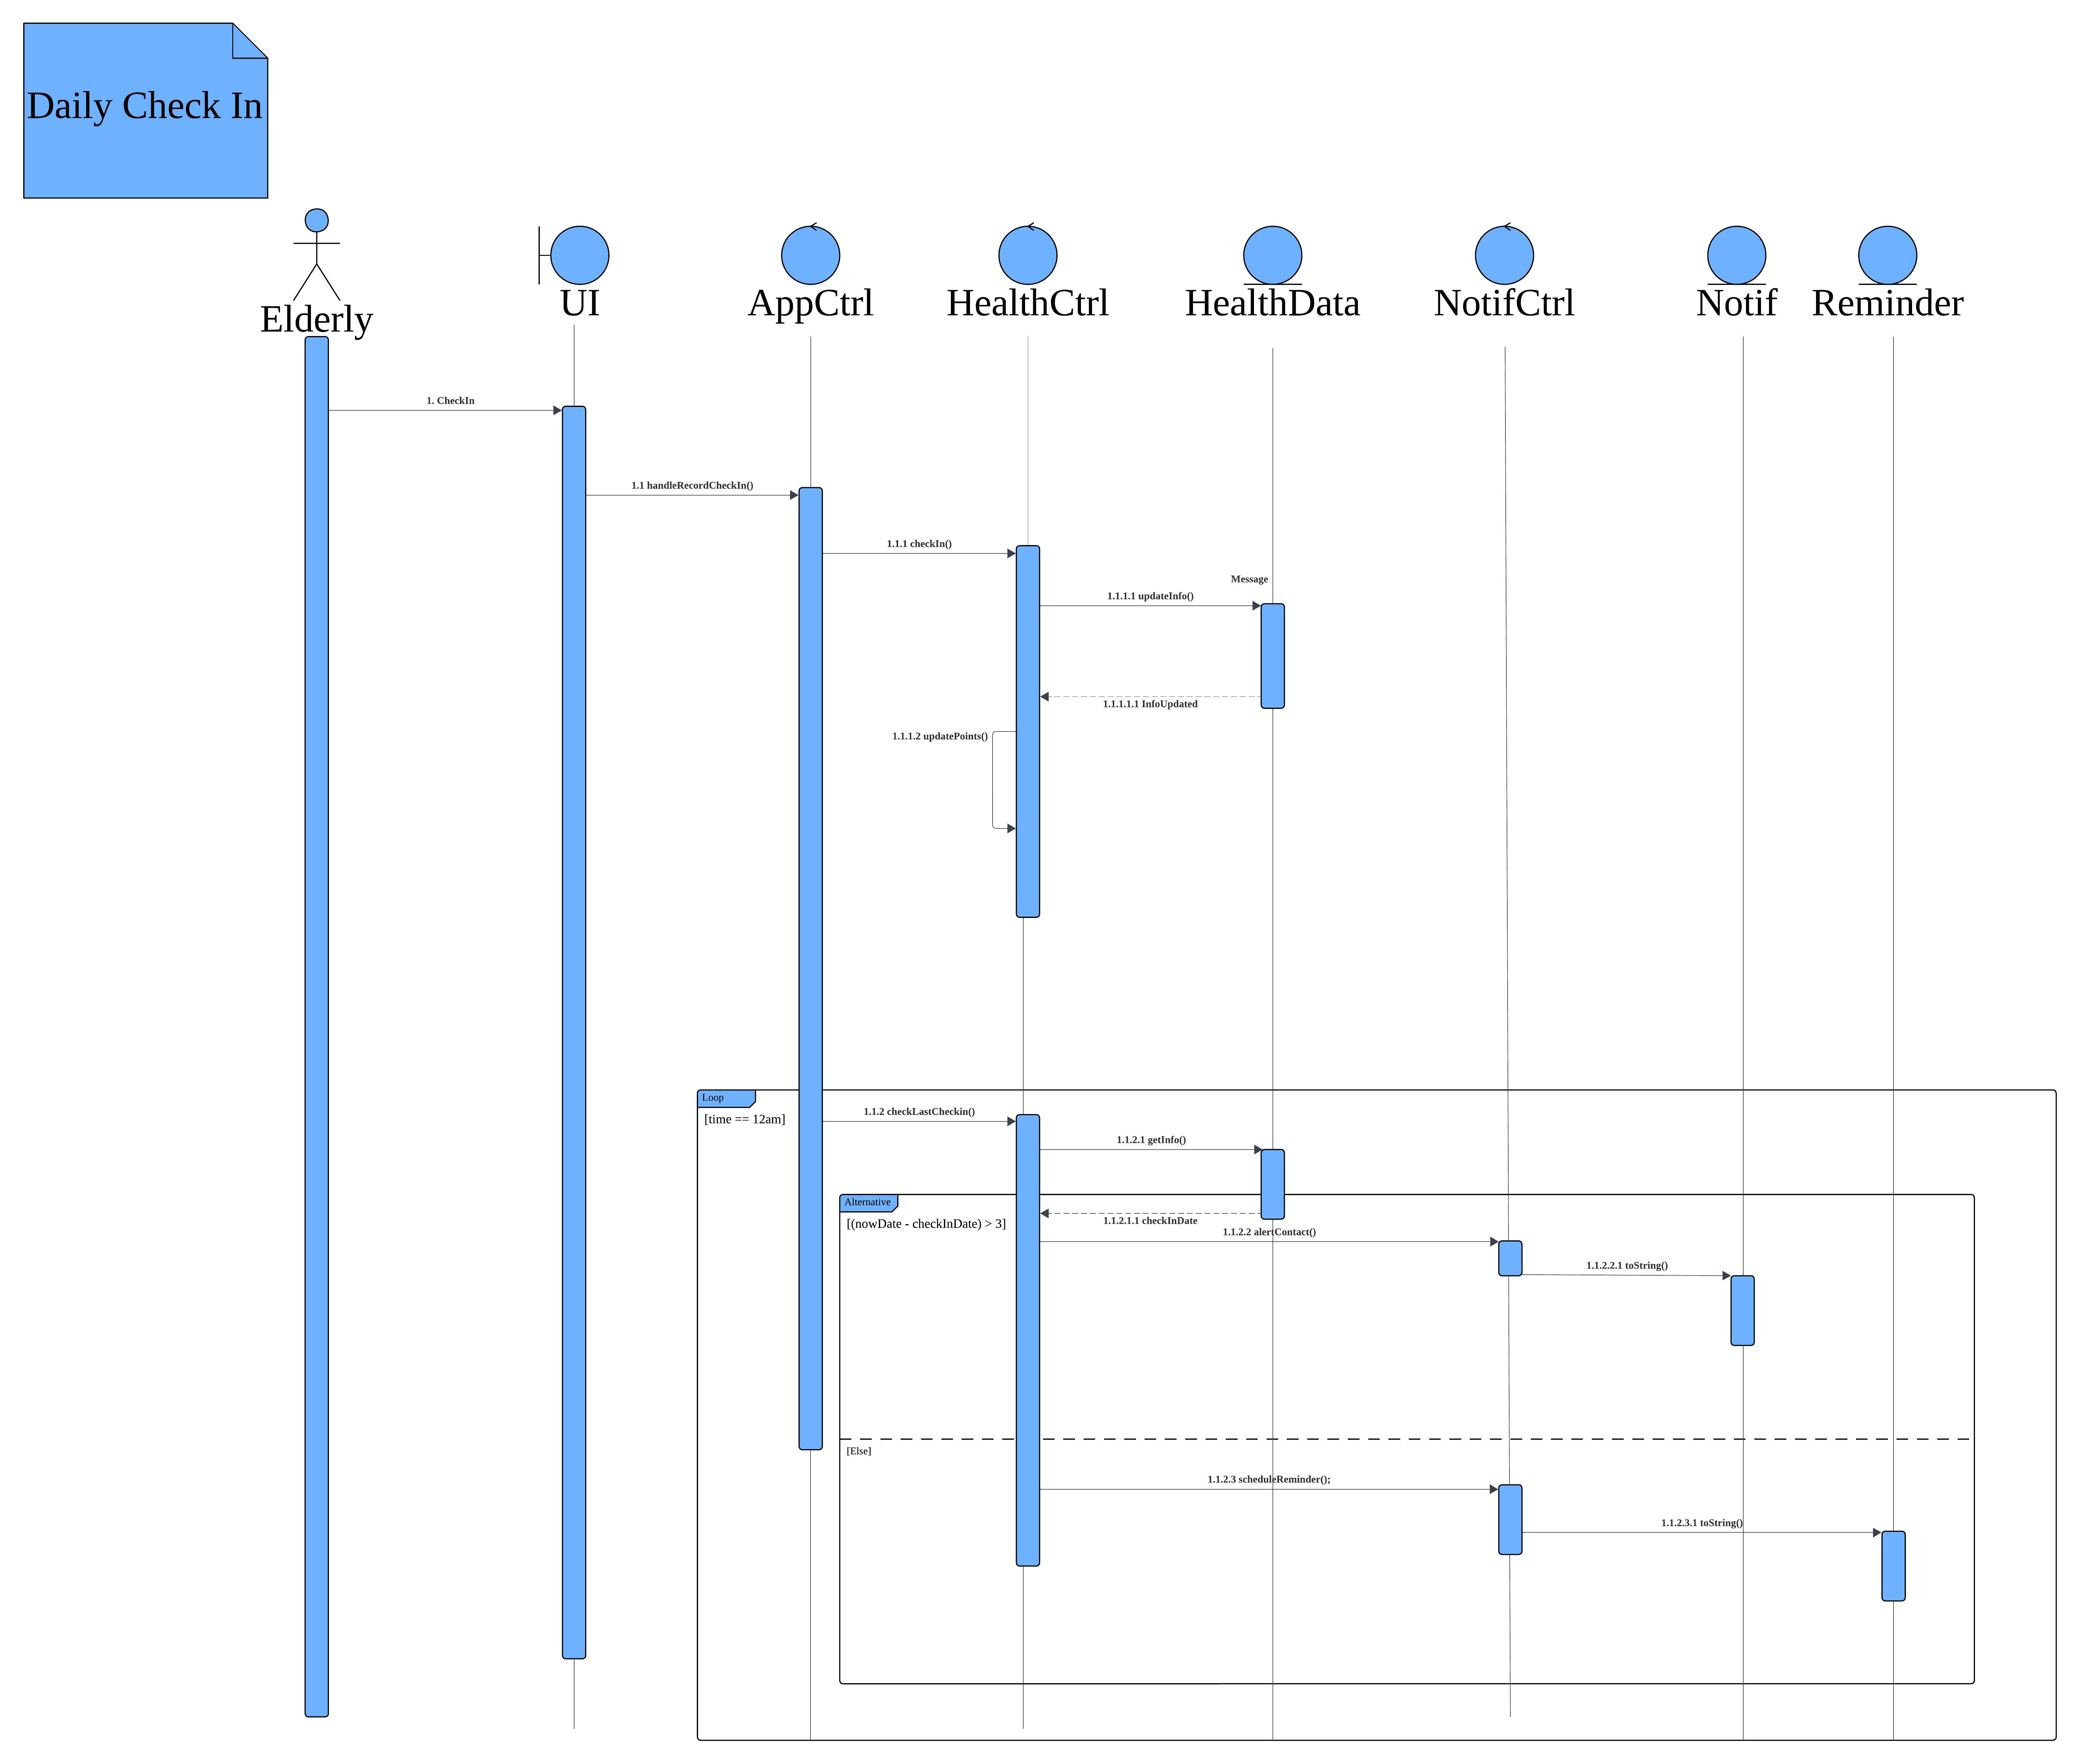 Daily Check In
Elderly
UI
AppCtrl
HealthCtrl
HealthData
NotifCtrl
Notif
Reminder
1. CheckIn
1.1 handleRecordCheckIn()
1.1.1 checkIn()
Message
1.1.1.1 updateInfo()
1.1.1.1.1 InfoUpdated
1.1.1.2 updatePoints()
Loop
[time == 12am]
1.1.2 checkLastCheckin()
1.1.2.1 getInfo()
Alternative
[(nowDate - checkInDate) > 3]
1.1.2.1.1 checkInDate
1.1.2.2 alertContact()
1.1.2.2.1 toString()
[Else]
1.1.2.3 scheduleReminder();
1.1.2.3.1 toString()